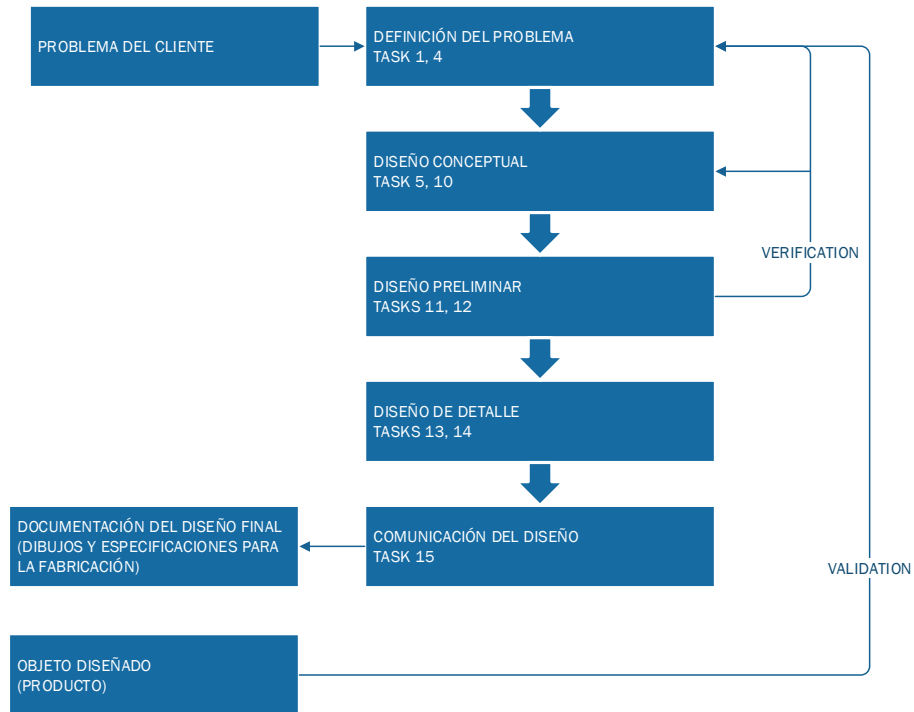 PROBLEMA DEL CLIENTE
DEFINICIÓN DEL PROBLEMA
TASK 1, 4
DISEÑO CONCEPTUAL
TASK 5, 10
VERIFICATION
DISEÑO PRELIMINAR
TASKS 11, 12
DISEÑO DE DETALLE
TASKS 13, 14
DOCUMENTACIÓN DEL DISEÑO FINAL
(DIBUJOS Y ESPECIFICACIONES PARA
LA FABRICACIÓN)
COMUNICACIÓN DEL DISEÑO
TASK 15
VALIDATION
OBJETO DISEÑADO
(PRODUCTO)